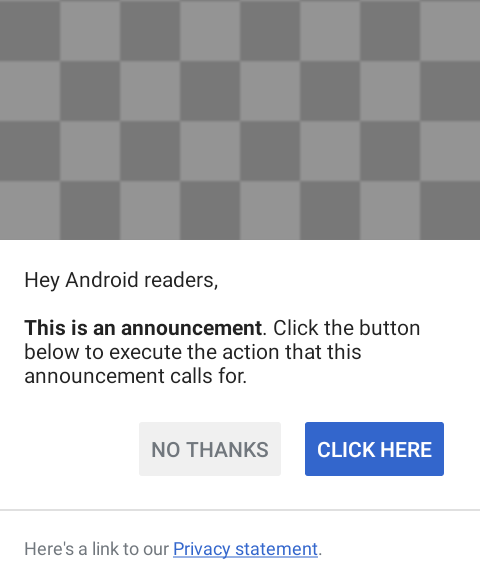 Hey Android readers,
This is an announcement. Click the button
below to execute the action that this
announcement calls for.
NO THANKS
CLICK HERE
Here's a link to our Privacy statement.